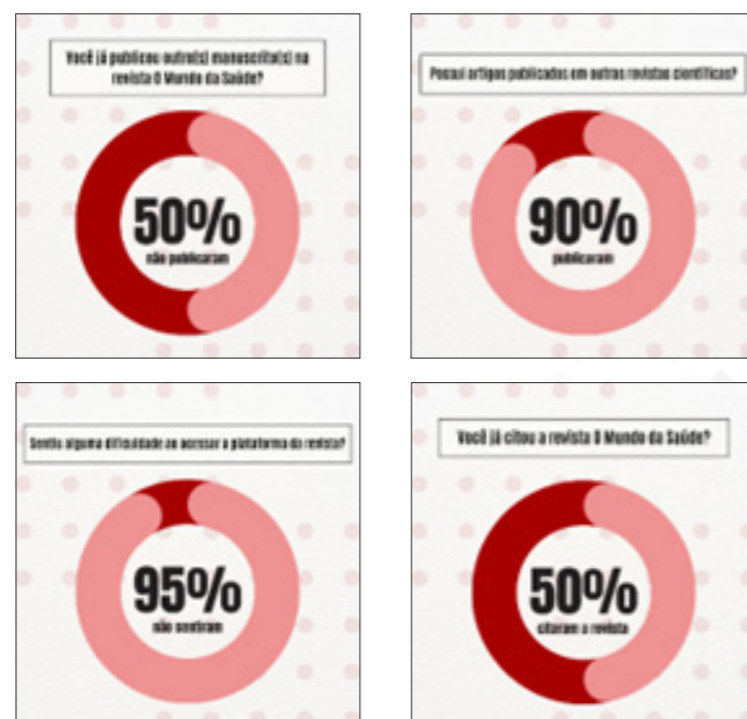 Você já publicou outro(s) manuscrito(s) na
revista O Mundo da Saúde?
50%
não publicaram
Possui artigos publicados em outras revistas científicas?
90%
publicaram
Sentiu alguma dificuldade ao acessar a plataforma da revista?
95%
não sentiram
Você já citou a revista O Mundo da Saúde?
50%
citaram a revista